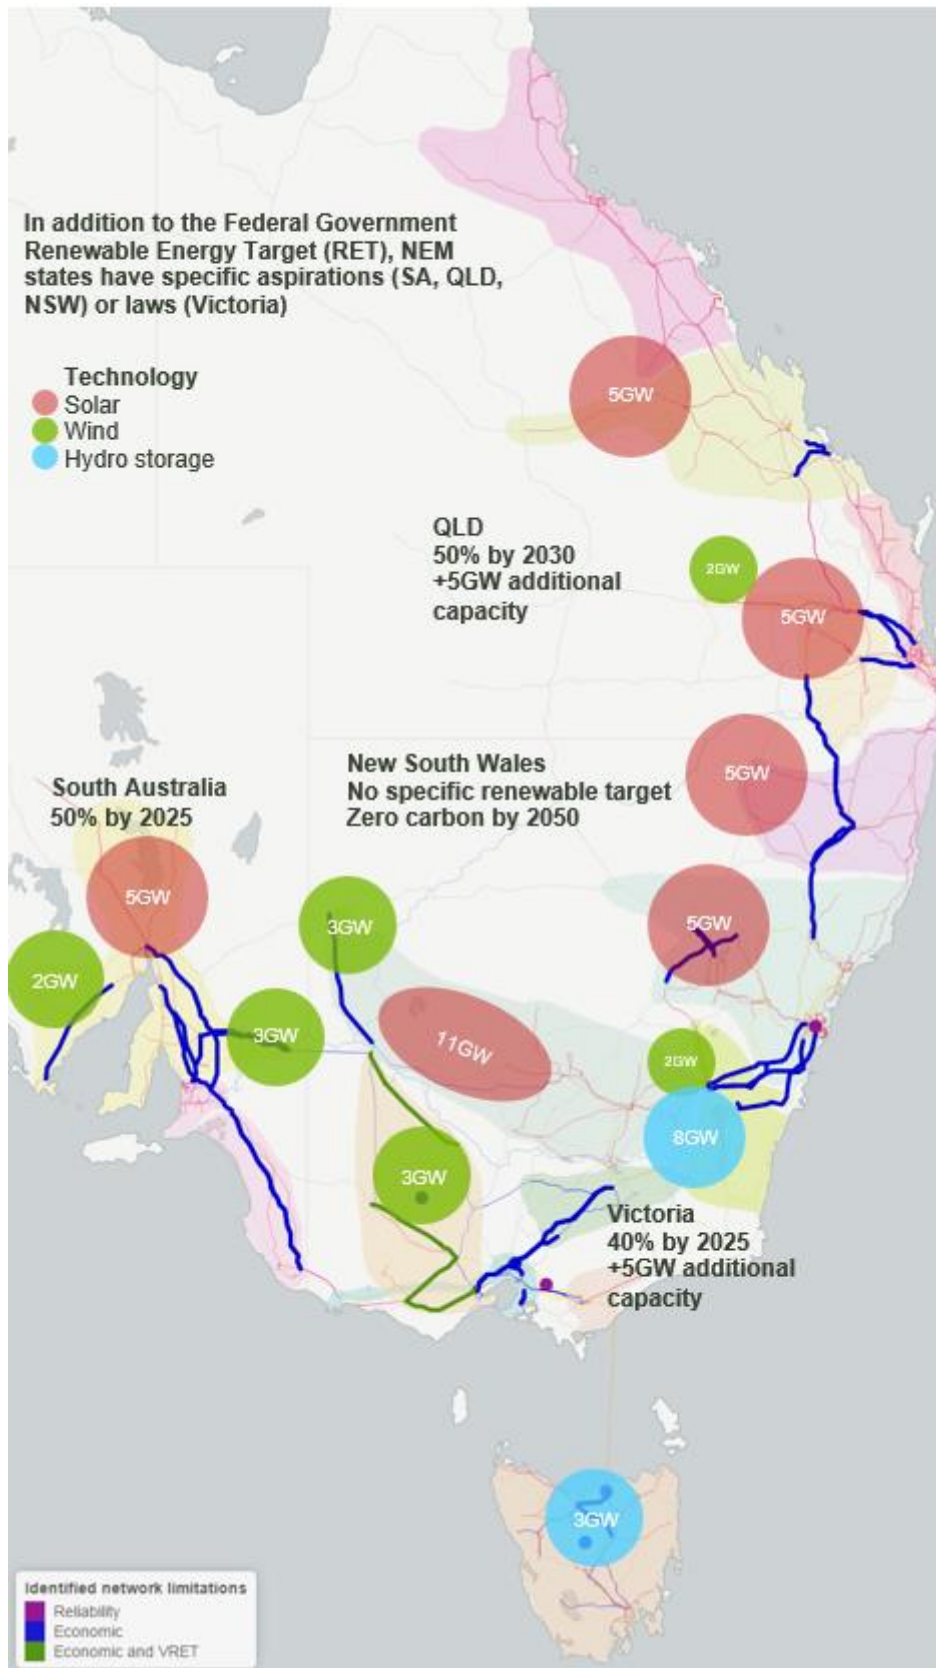 In addition to the Federal Government
Renewable Energy Target (RET), NEM
states have specific aspirations (SA, QLD,
NSW) or laws (Victoria)
Technology
Solar
Wind
Hydro storage
5GW
QLD
50% by 2030
+5GW additional
capacity
2GW
5GW
New South Wales
No specific renewable target
Zero carbon by 2050
5GW
South Australia
50% by 2025
5GW
3GW
5GW
2GW
3GW
11GW
2GW
8GW
3GW
Victoria
40% by 2025
+5GW additional
capacity
3GW
Identified network limitations
Reliability
Economic
Economic and VRET